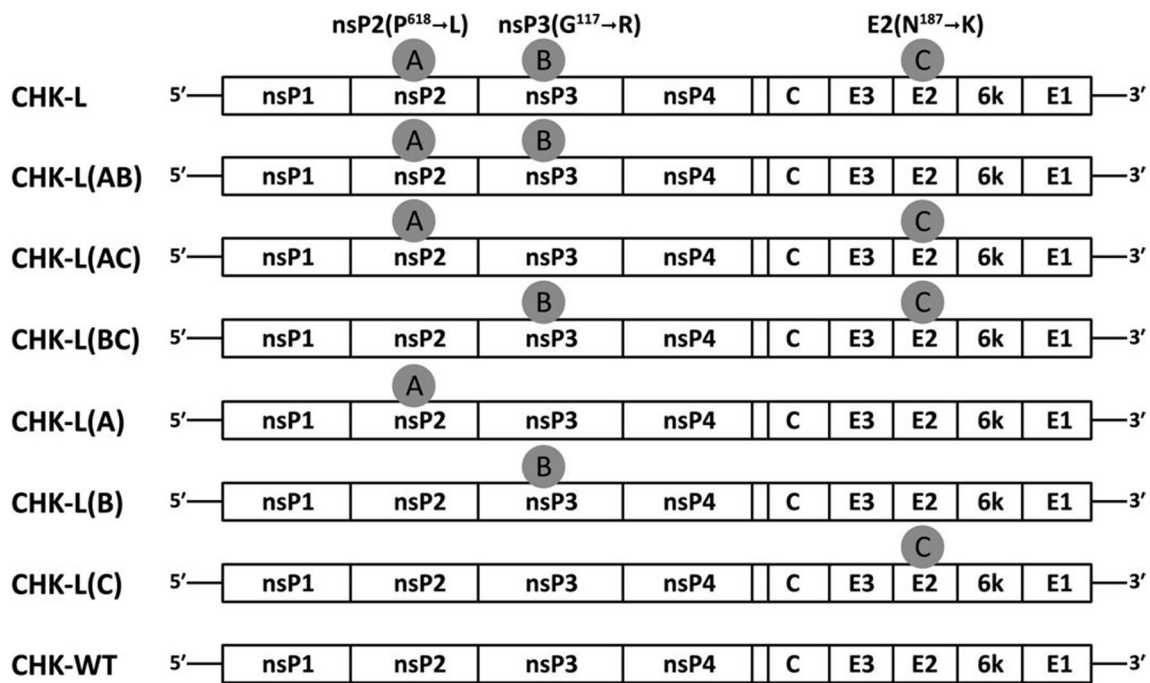 nsP2(P⁶¹⁸→L) nsP3(G¹¹⁷→R) E2(N¹⁸⁷→K)
A B C
CHK-L 5′ nsP1 nsP2 nsP3 nsP4 C E3 E2 6k E1 3′
A B
CHK-L(AB) 5′ nsP1 nsP2 nsP3 nsP4 C E3 E2 6k E1 3′
A C
CHK-L(AC) 5′ nsP1 nsP2 nsP3 nsP4 C E3 E2 6k E1 3′
B C
CHK-L(BC) 5′ nsP1 nsP2 nsP3 nsP4 C E3 E2 6k E1 3′
A
CHK-L(A) 5′ nsP1 nsP2 nsP3 nsP4 C E3 E2 6k E1 3′
B
CHK-L(B) 5′ nsP1 nsP2 nsP3 nsP4 C E3 E2 6k E1 3′
C
CHK-L(C) 5′ nsP1 nsP2 nsP3 nsP4 C E3 E2 6k E1 3′
CHK-WT 5′ nsP1 nsP2 nsP3 nsP4 C E3 E2 6k E1 3′